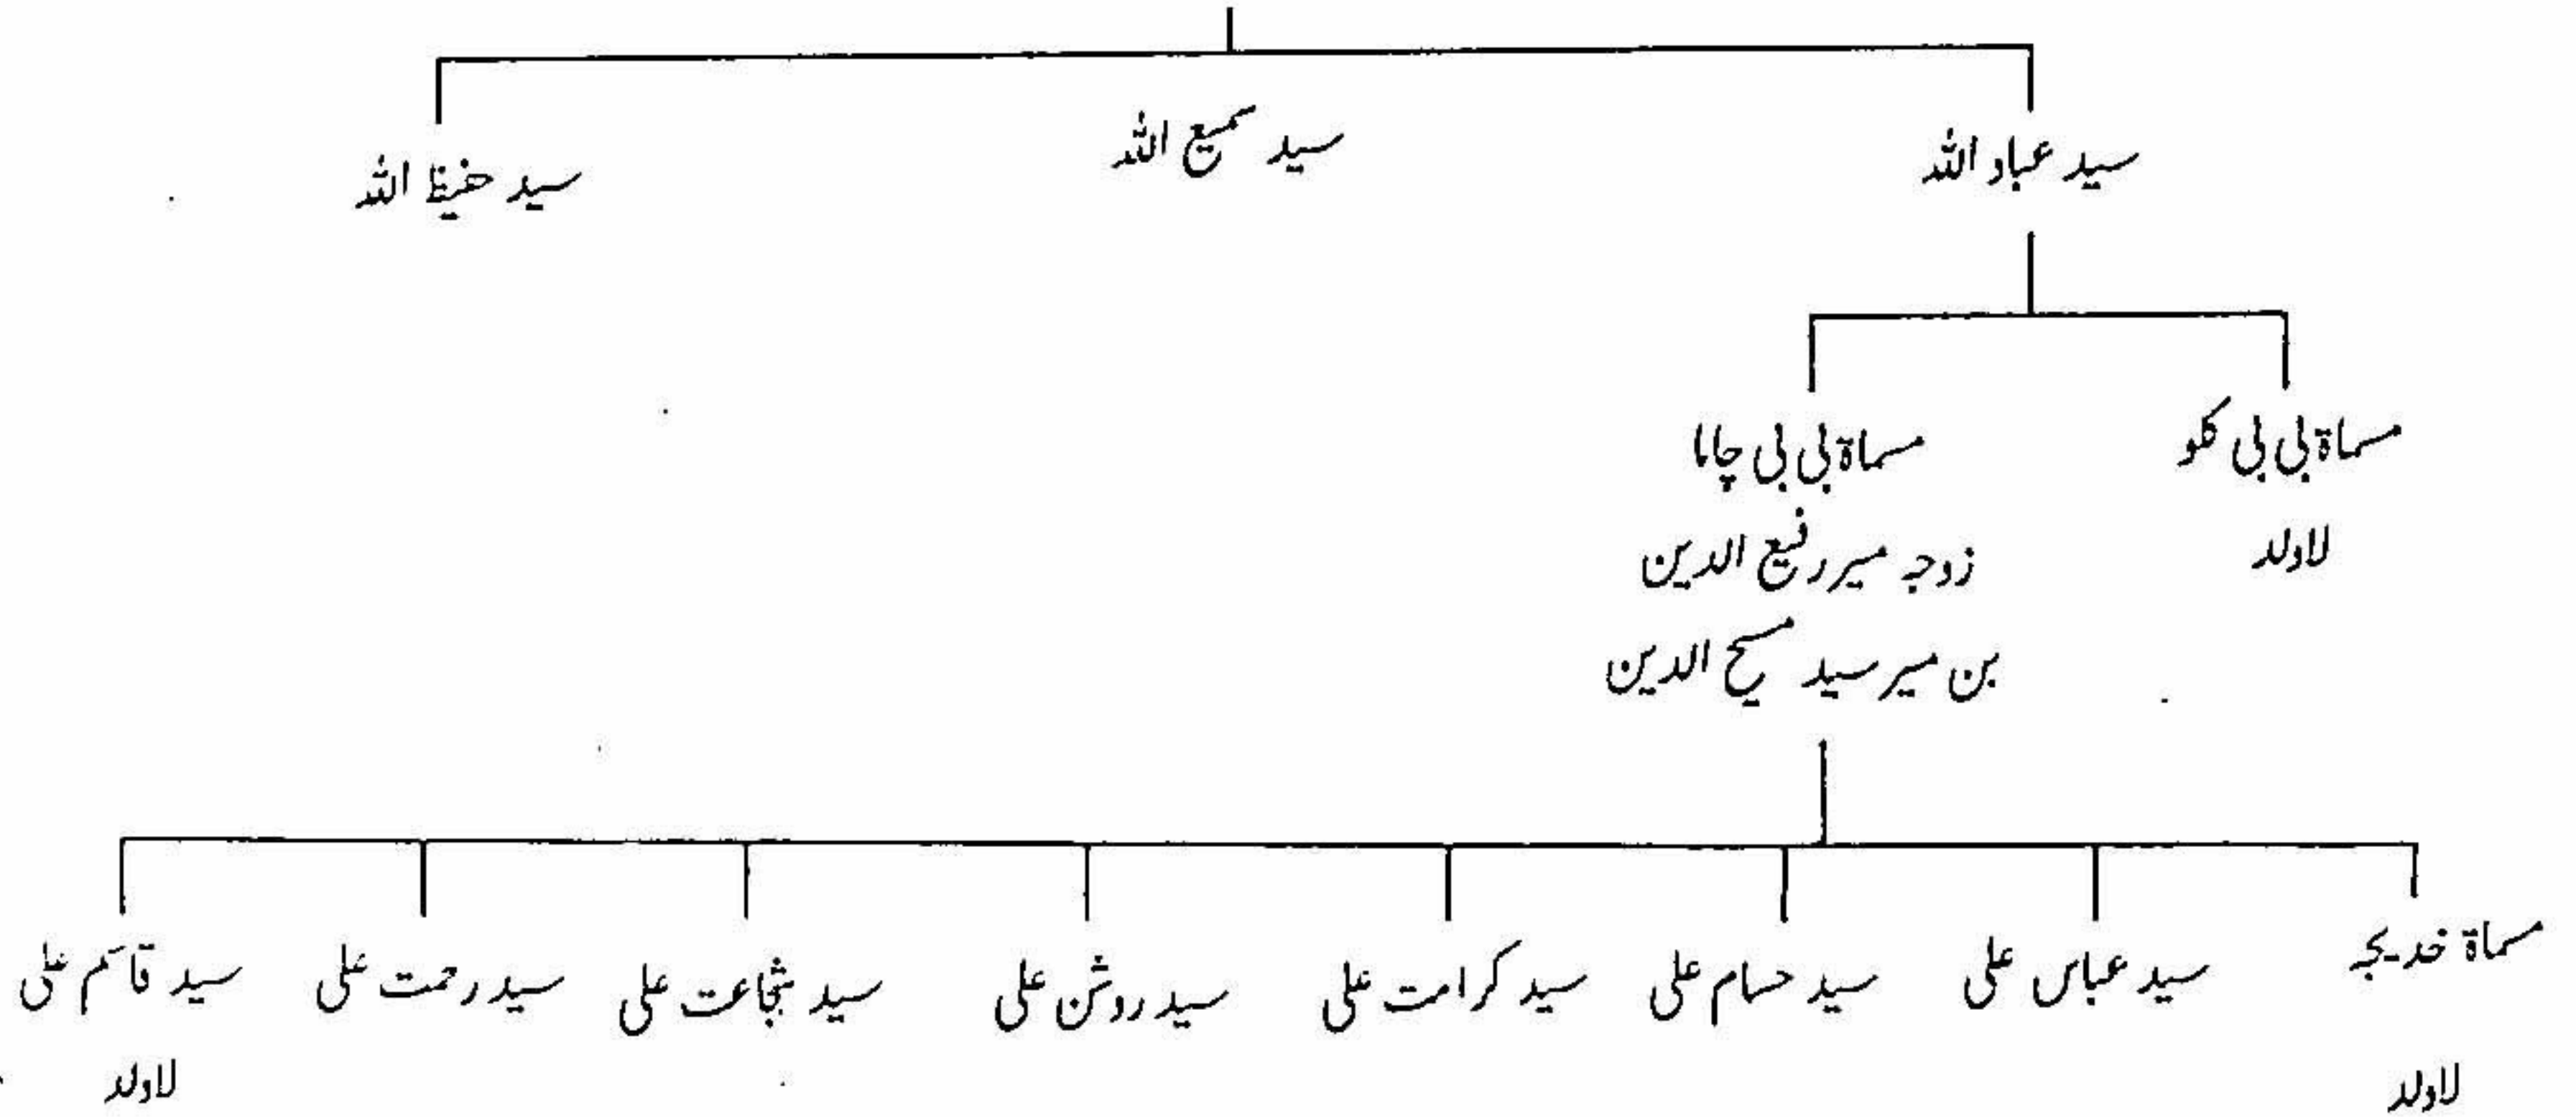 سید عباد اللہ
سید سمیع اللہ
سید حفیظ اللہ
مسماۃ بی بی کلو
لاولد
مسماۃ بی بی چاہا
زوجہ میر رفیع الدین
بن میر سید مسیح الدین
مسماۃ خدیجہ
لاولد
سید عباس علی
سید حسام علی
سید کرامت علی
سید روشن علی
سید شجاعت علی
سید رحمت علی
سید قاسم علی
لاولد